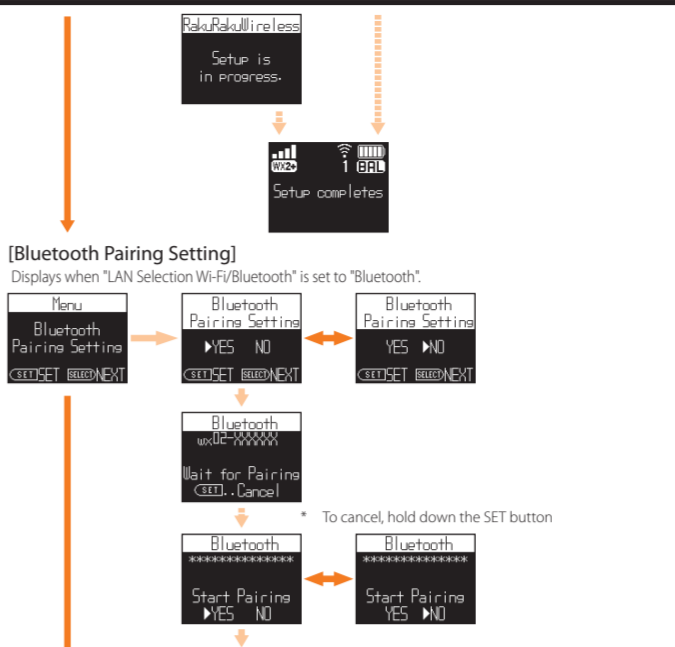 RakuRakuWireless
Setup is
in progress.
WX2+ 1 BAL
Setup completes
[Bluetooth Pairing Setting]
Displays when "LAN Selection Wi-Fi/Bluetooth" is set to "Bluetooth".
Menu
Bluetooth
Pairing Setting
SET SET SELECT NEXT
Bluetooth
Pairing Setting
▶YES NO
SET SET SELECT NEXT
Bluetooth
Pairing Setting
YES ▶NO
SET SET SELECT NEXT
Bluetooth
wx02-XXXXXX
Wait for Pairing
SET..Cancel
* To cancel, hold down the SET button
Bluetooth
**************
Start Pairing
▶YES NO
Bluetooth
**************
Start Pairing
YES ▶NO